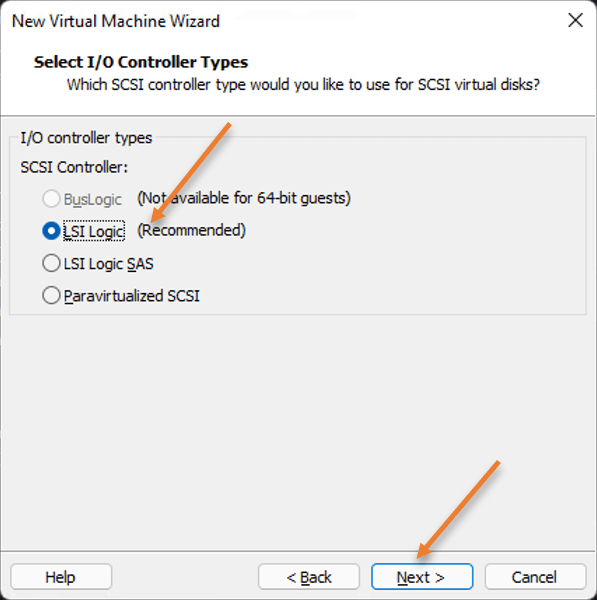 New Virtual Machine Wizard
Select I/O Controller Types
Which SCSI controller type would you like to use for SCSI virtual disks?
I/O controller types
SCSI Controller:
BusLogic (Not available for 64-bit guests)
LSI Logic (Recommended)
LSI Logic SAS
Paravirtualized SCSI
Help < Back Next > Cancel